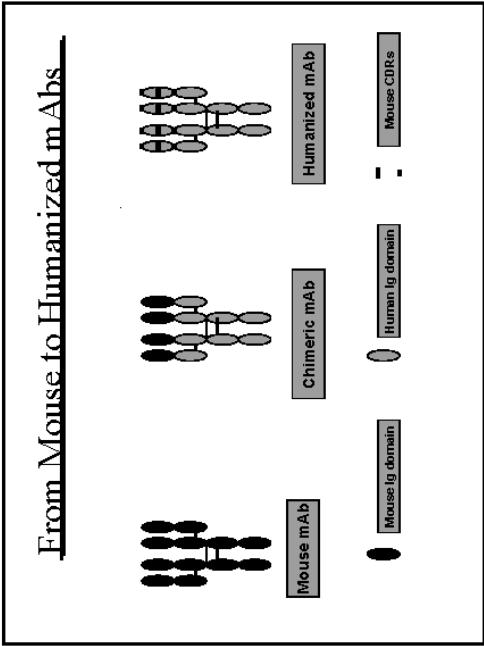 From Mouse to Humanized mAbs
Mouse mAb
Chimeric mAb
Humanized mAb
Mouse Ig domain
Human Ig domain
Mouse CDRs